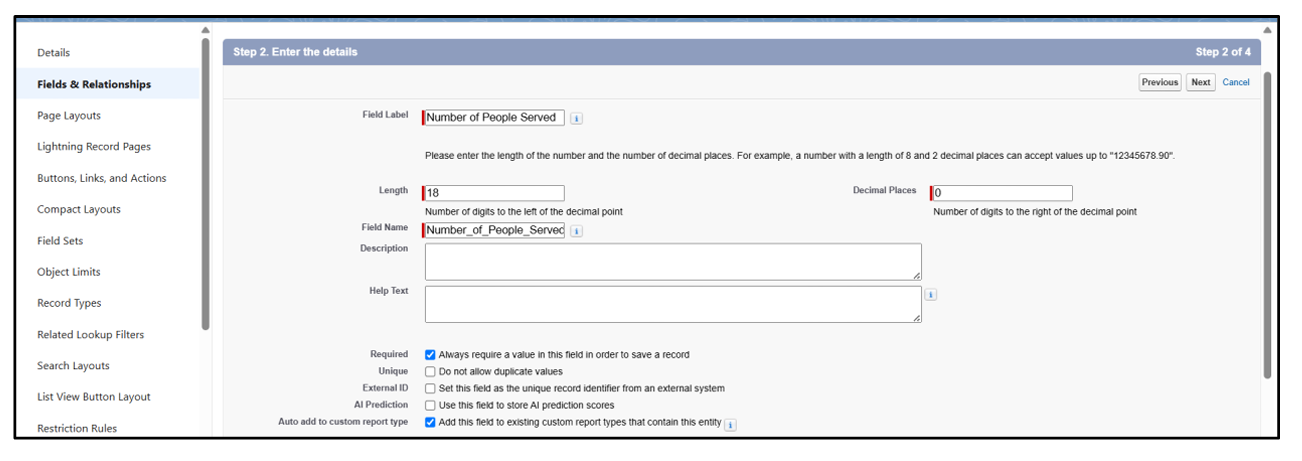 Details
Fields & Relationships
Page Layouts
Lightning Record Pages
Buttons, Links, and Actions
Compact Layouts
Field Sets
Object Limits
Record Types
Related Lookup Filters
Search Layouts
List View Button Layout
Restriction Rules
Step 2. Enter the details Step 2 of 4
Previous Next Cancel
Field Label Number of People Served i
Please enter the length of the number and the number of decimal places. For example, a number with a length of 8 and 2 decimal places can accept values up to "12345678.90".
Length 18 Decimal Places 0
Number of digits to the left of the decimal point Number of digits to the right of the decimal point
Field Name Number_of_People_Served i
Description
Help Text i
Required Always require a value in this field in order to save a record
Unique Do not allow duplicate values
External ID Set this field as the unique record identifier from an external system
AI Prediction Use this field to store AI prediction scores
Auto add to custom report type Add this field to existing custom report types that contain this entity i